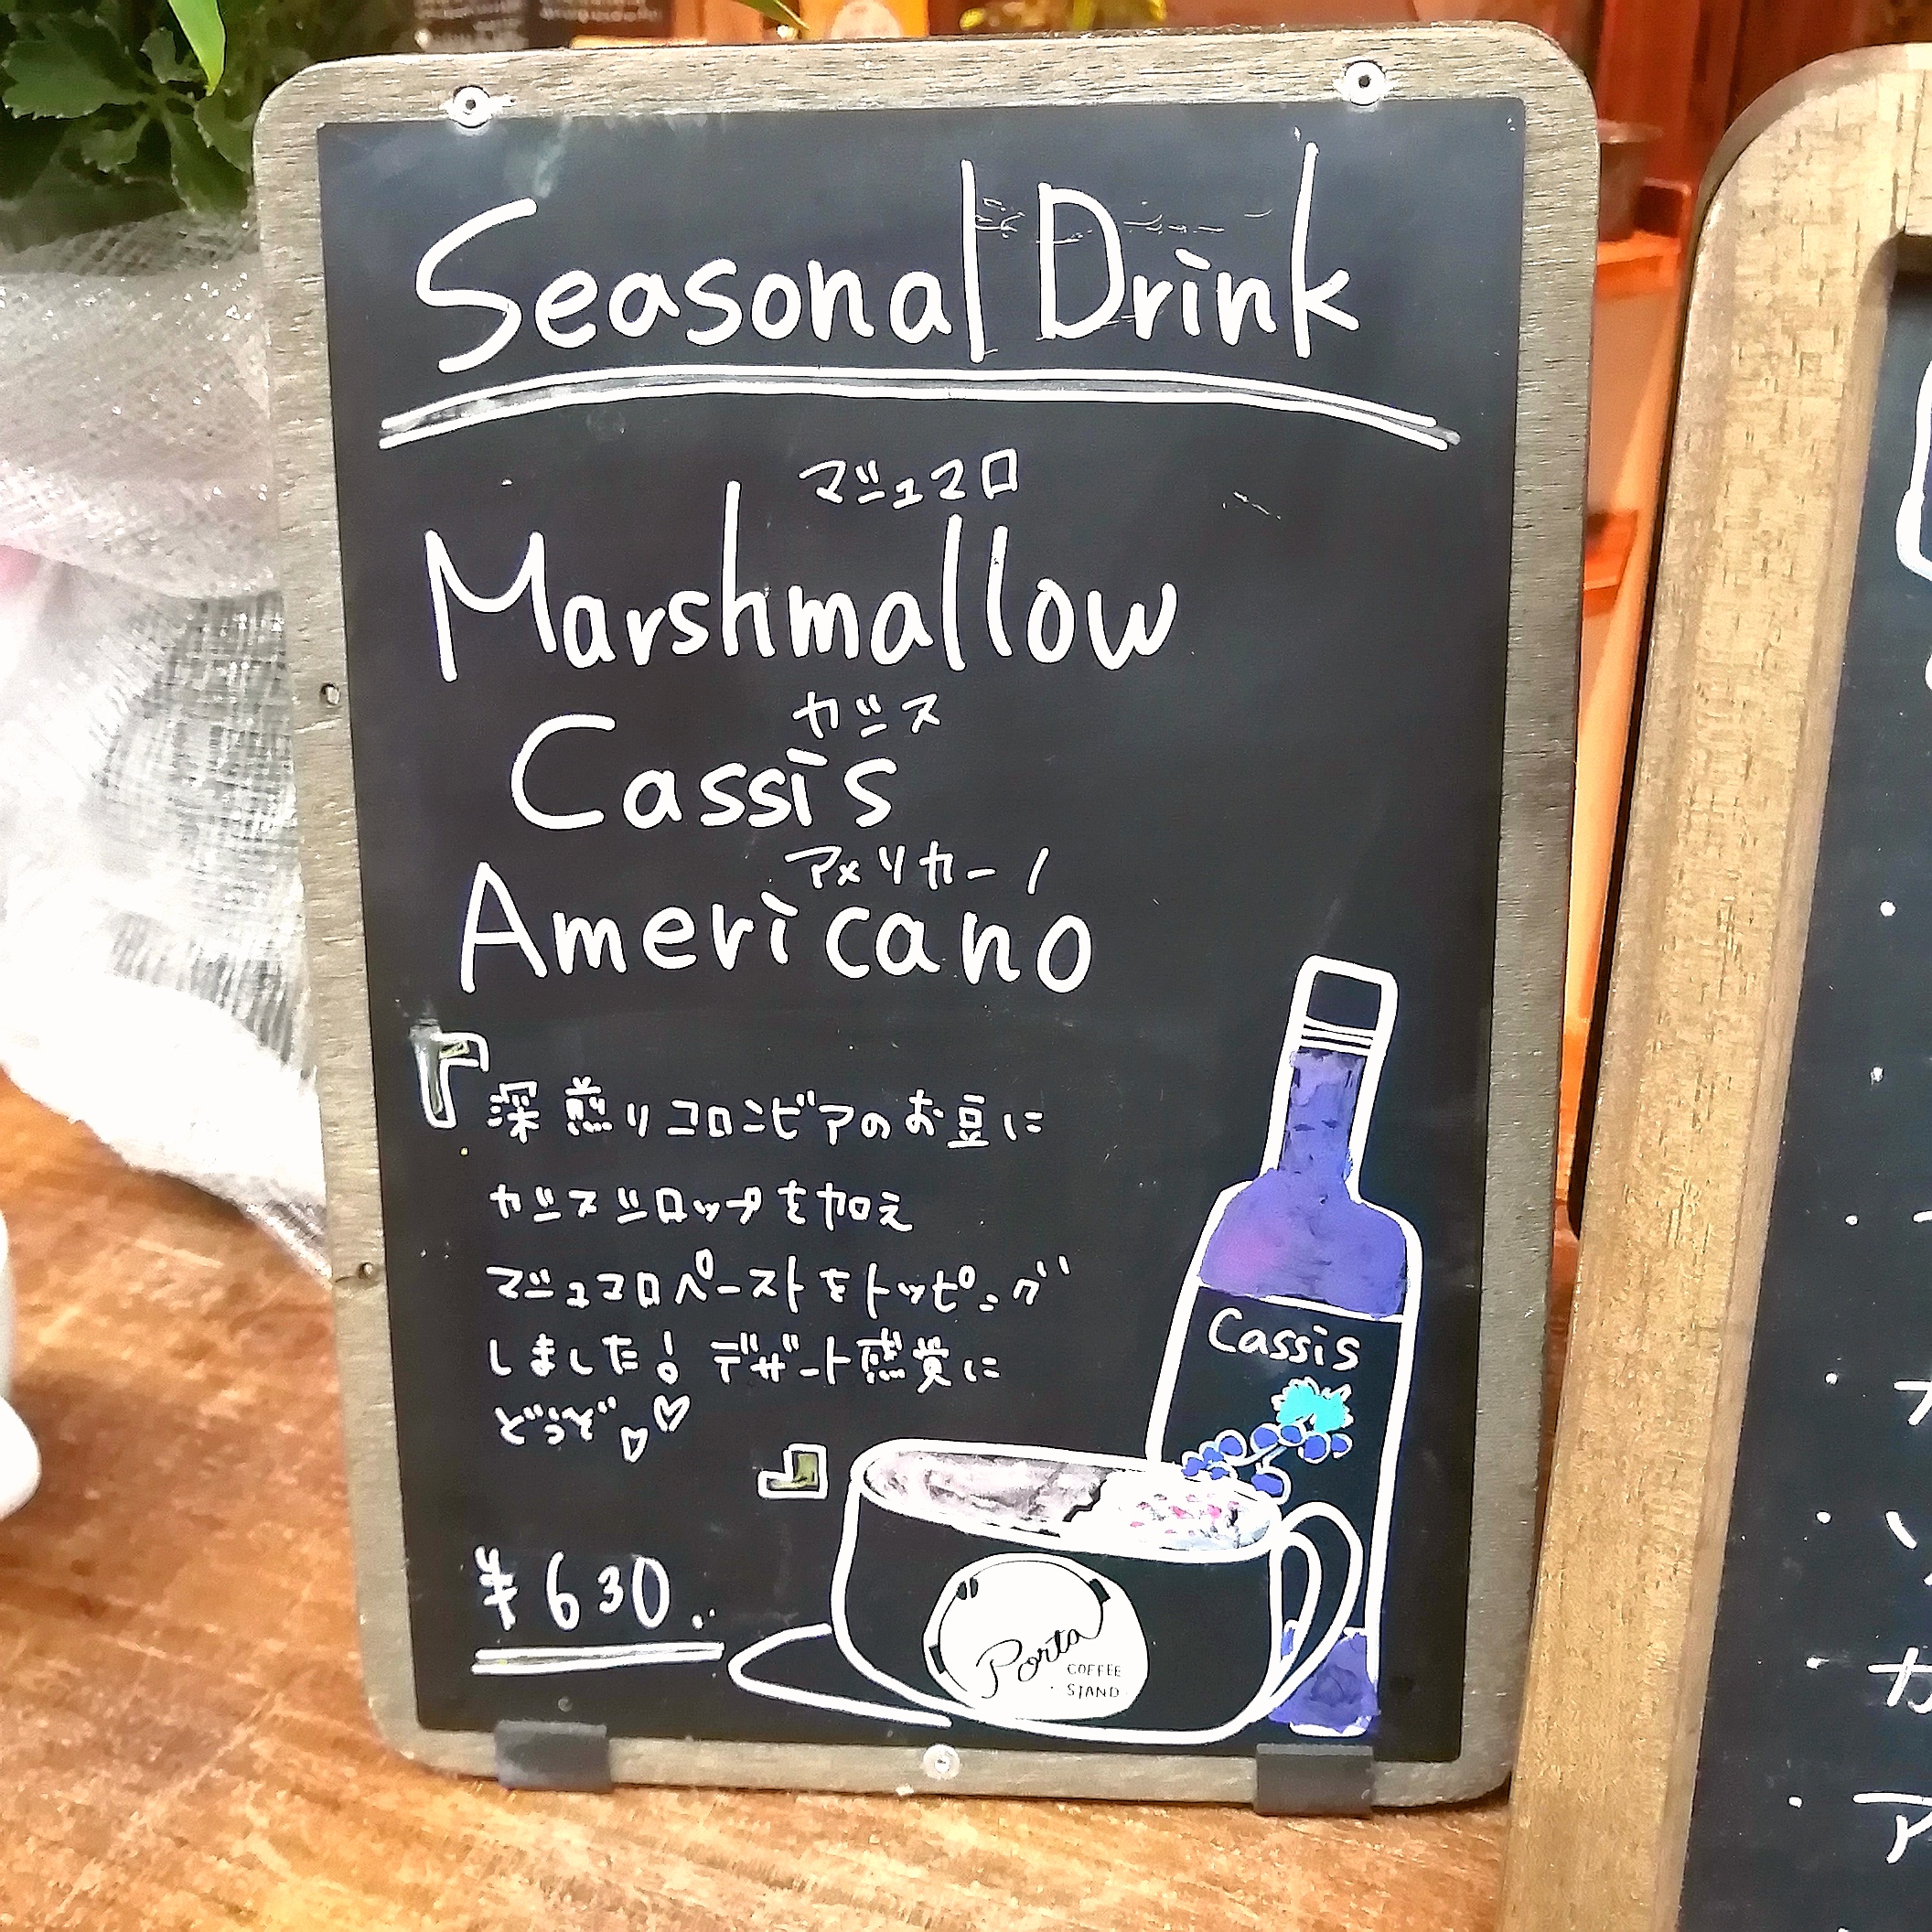 Seasonal Drink
マシュマロ
Marshmallow
カシス
Cassis
アメリカーノ
Americano
「深煎りコロンビアのお豆に
カシスシロップを加え
マシュマロペーストをトッピング
しました! デザート感覚に
どうぞ♡♡」
Cassis
¥630.
Porta
COFFEE
STAND